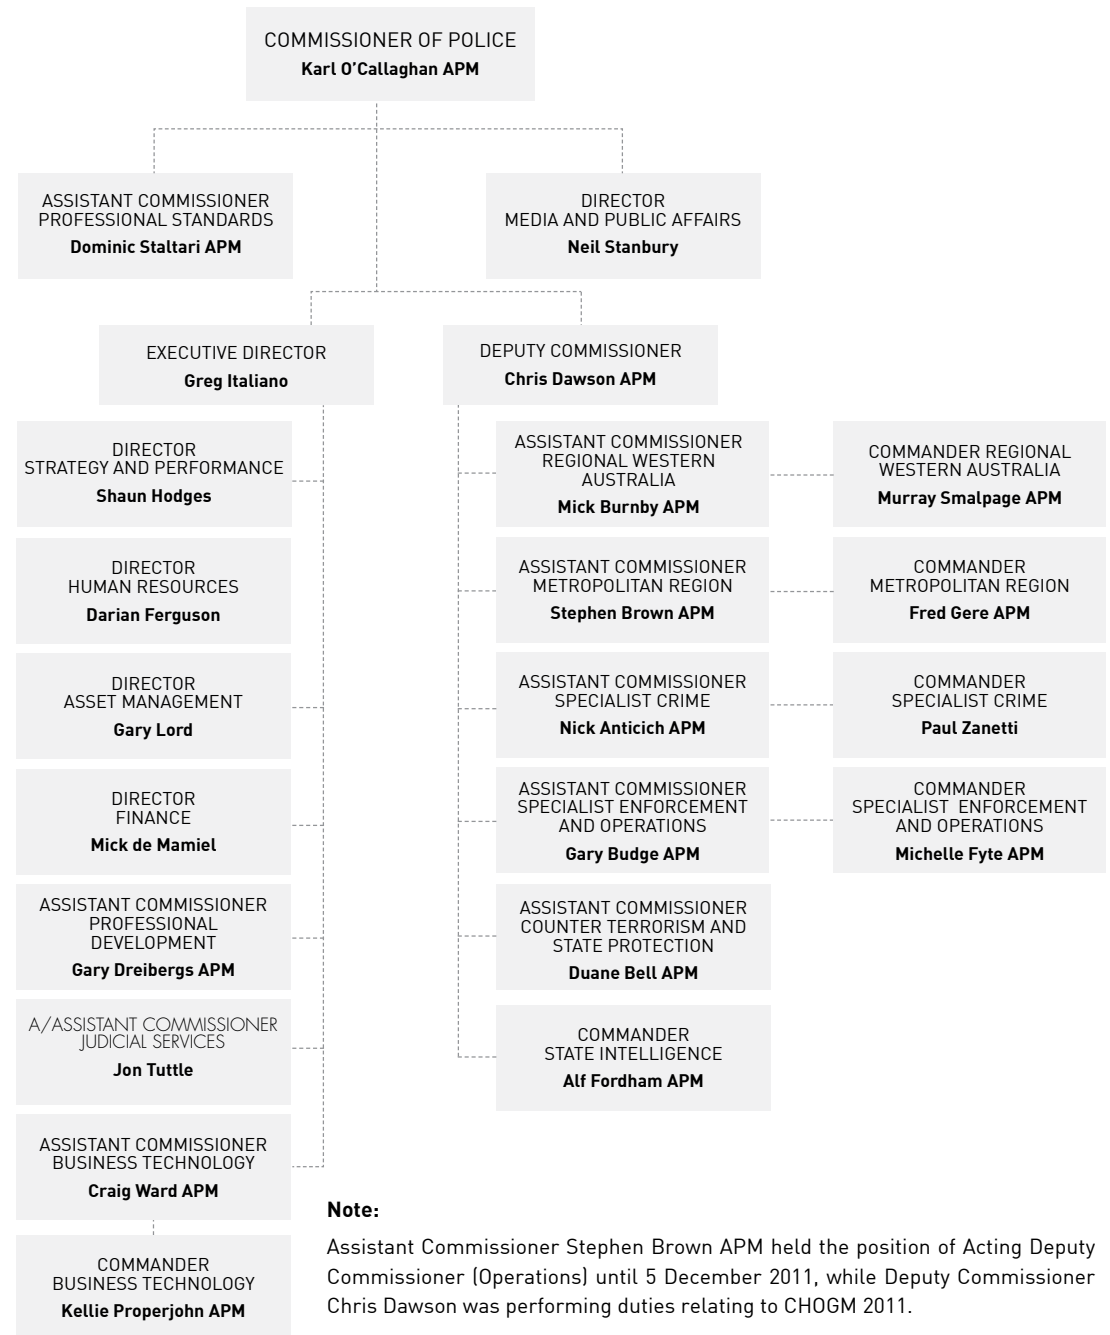 COMMISSIONER OF POLICE
Karl O’Callaghan APM
ASSISTANT COMMISSIONER
PROFESSIONAL STANDARDS
Dominic Staltari APM
DIRECTOR
MEDIA AND PUBLIC AFFAIRS
Neil Stanbury
EXECUTIVE DIRECTOR
Greg Italiano
DEPUTY COMMISSIONER
Chris Dawson APM
DIRECTOR
STRATEGY AND PERFORMANCE
Shaun Hodges
DIRECTOR
HUMAN RESOURCES
Darian Ferguson
DIRECTOR
ASSET MANAGEMENT
Gary Lord
DIRECTOR
FINANCE
Mick de Mamiel
ASSISTANT COMMISSIONER
PROFESSIONAL
DEVELOPMENT
Gary Dreibergs APM
A/ASSISTANT COMMISSIONER
JUDICIAL SERVICES
Jon Tuttle
ASSISTANT COMMISSIONER
BUSINESS TECHNOLOGY
Craig Ward APM
COMMANDER
BUSINESS TECHNOLOGY
Kellie Properjohn APM
ASSISTANT COMMISSIONER
REGIONAL WESTERN
AUSTRALIA
Mick Burnby APM
COMMANDER REGIONAL
WESTERN AUSTRALIA
Murray Smalpage APM
ASSISTANT COMMISSIONER
METROPOLITAN REGION
Stephen Brown APM
COMMANDER
METROPOLITAN REGION
Fred Gere APM
ASSISTANT COMMISSIONER
SPECIALIST CRIME
Nick Anticich APM
COMMANDER
SPECIALIST CRIME
Paul Zanetti
ASSISTANT COMMISSIONER
SPECIALIST ENFORCEMENT
AND OPERATIONS
Gary Budge APM
COMMANDER
SPECIALIST ENFORCEMENT AND
AND OPERATIONS
Michelle Fyte APM
ASSISTANT COMMISSIONER
COUNTER TERRORISM AND
STATE PROTECTION
Duane Bell APM
COMMANDER
STATE INTELLIGENCE
Alf Fordham APM
Note:
Assistant Commissioner Stephen Brown APM held the position of Acting Deputy
Commissioner (Operations) until 5 December 2011, while Deputy Commissioner
Chris Dawson was performing duties relating to CHOGM 2011.